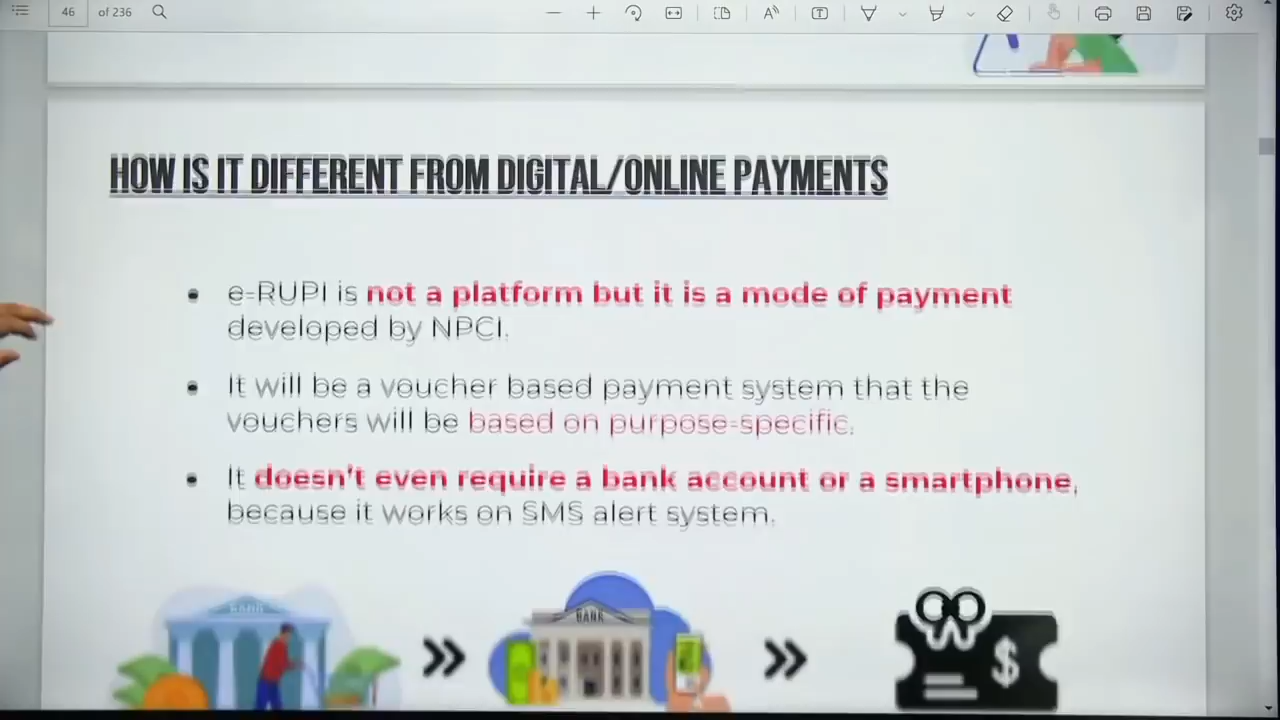 46 of 236
HOW IS IT DIFFERENT FROM DIGITAL/ONLINE PAYMENTS
• e-RUPI is not a platform but it is a mode of payment
developed by NPCI.
• It will be a voucher based payment system that the
vouchers will be based on purpose-specific.
• It doesn't even require a bank account or a smartphone,
because it works on SMS alert system.
BANK
BANK
$